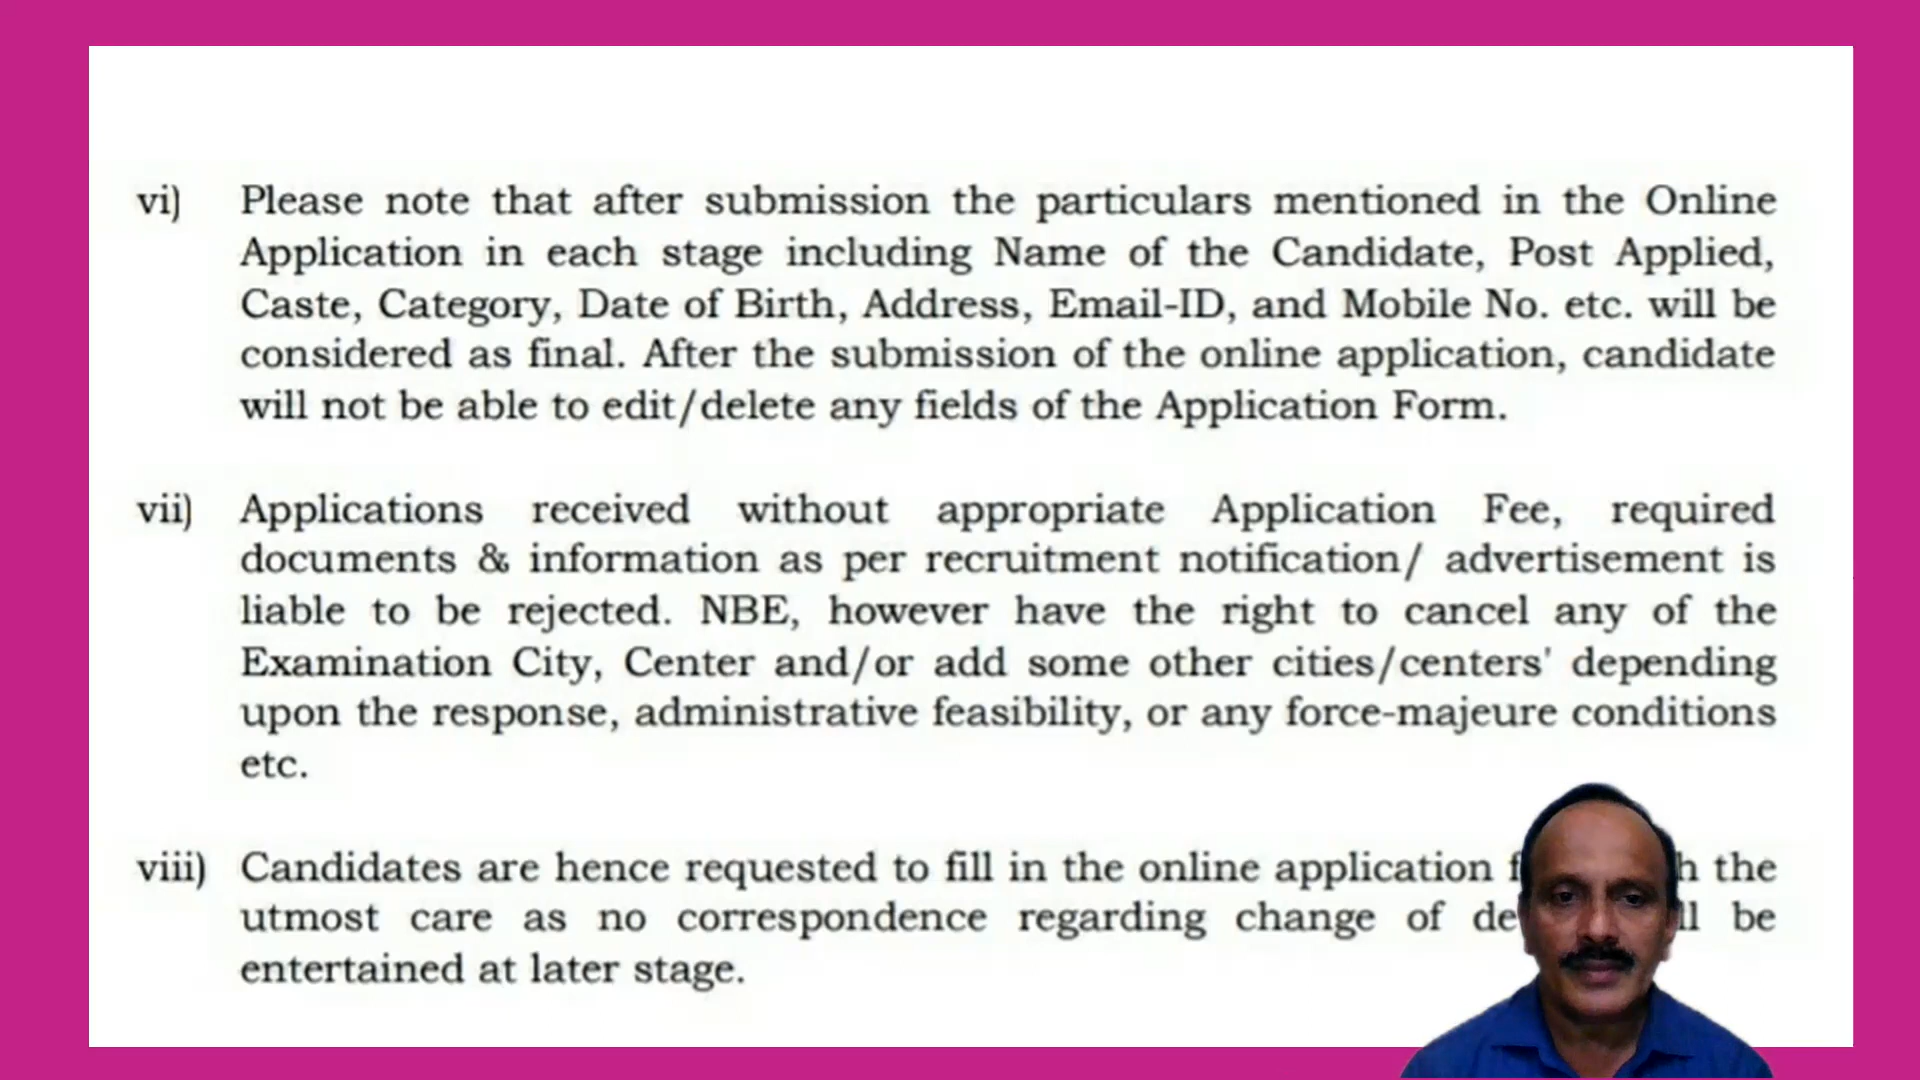 vi) Please note that after submission the particulars mentioned in the Online
Application in each stage including Name of the Candidate, Post Applied,
Caste, Category, Date of Birth, Address, Email-ID, and Mobile No. etc. will be
considered as final. After the submission of the online application, candidate
will not be able to edit/delete any fields of the Application Form.
vii) Applications received without appropriate Application Fee, required
documents & information as per recruitment notification/ advertisement is
liable to be rejected. NBE, however have the right to cancel any of the
Examination City, Center and/or add some other cities/centers' depending
upon the response, administrative feasibility, or any force-majeure conditions
etc.
viii) Candidates are hence requested to fill in the online application the
utmost care as no correspondence regarding change of be
entertained at later stage.